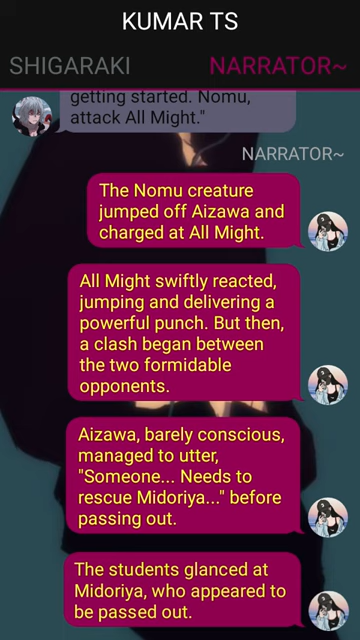 KUMAR TS
SHIGARAKI
NARRATOR~
getting started. Nomu,
attack All Might."
NARRATOR~
The Nomu creature
jumped off Aizawa and
charged at All Might.
All Might swiftly reacted,
jumping and delivering a
powerful punch. But then,
a clash began between
the two formidable
opponents.
Aizawa, barely conscious,
managed to utter,
"Someone... Needs to
rescue Midoriya..." before
passing out.
The students glanced at
Midoriya, who appeared to
be passed out.